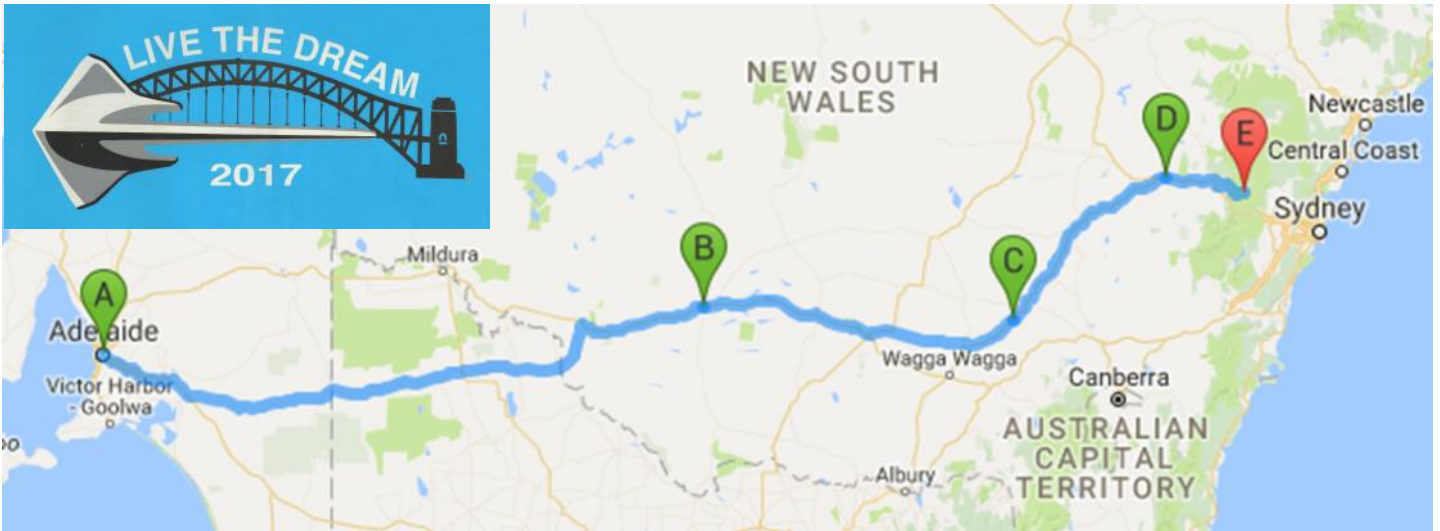 LIVE THE DREAM
2017
NEW SOUTH
WALES
Newcastle
Central Coast
Sydney
D
E
Mildura
B
C
A
Adelaide
Victor Harbor
- Goolwa
Wagga Wagga
Canberra
AUSTRALIAN
CAPITAL
TERRITORY
Albury